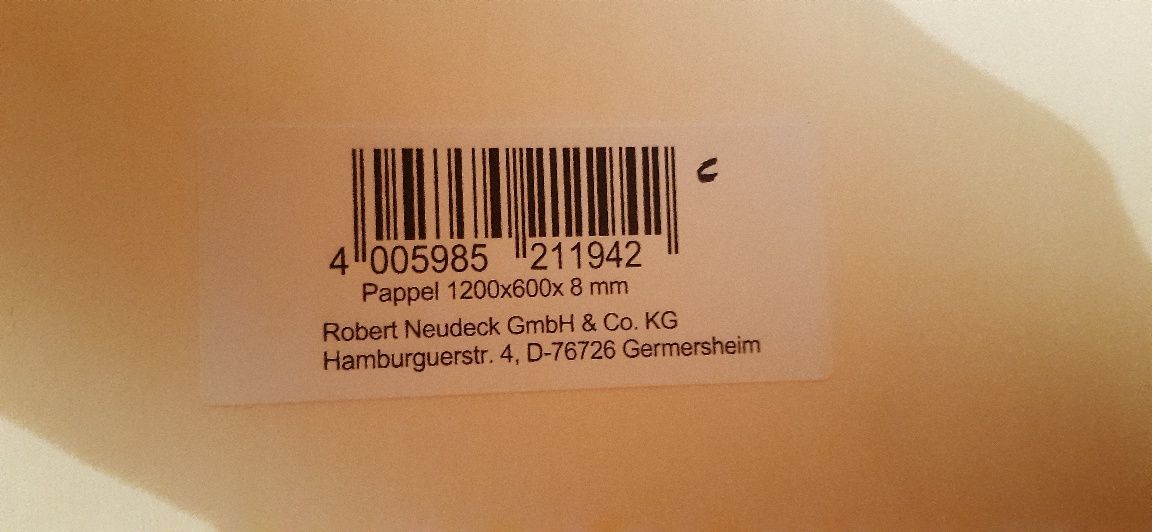 4 005985 211942
Pappel 1200x600x 8 mm
Robert Neudeck GmbH & Co. KG
Hamburguerstr. 4, D-76726 Germersheim